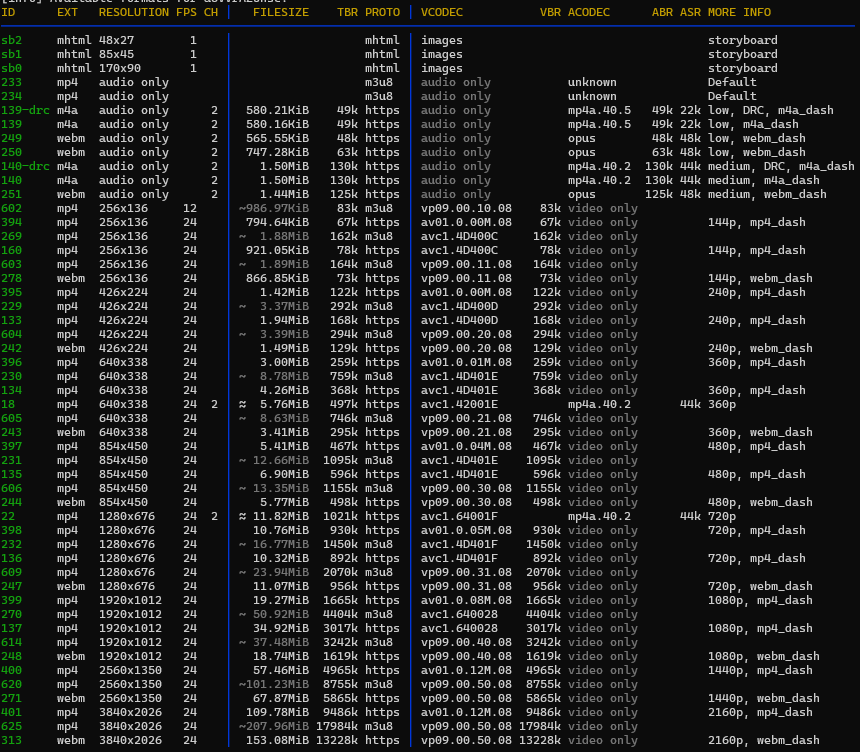 ID EXT RESOLUTION FPS CH │ FILESIZE TBR PROTO │ VCODEC VBR ACODEC ABR ASR MORE INFO
sb2 mhtml 48x27 1 │ mhtml │ images storyboard
sb1 mhtml 85x45 1 │ mhtml │ images storyboard
sb0 mhtml 170x90 1 │ mhtml │ images storyboard
233 mp4 audio only │ m3u8 │ audio only unknown Default
234 mp4 audio only │ m3u8 │ audio only unknown Default
139-drc m4a audio only 2 │ 580.21KiB 49k https │ audio only mp4a.40.5 49k 22k low, DRC, m4a_dash
139 m4a audio only 2 │ 580.16KiB 49k https │ audio only mp4a.40.5 49k 22k low, m4a_dash
249 webm audio only 2 │ 565.55KiB 48k https │ audio only opus 48k 48k low, webm_dash
250 webm audio only 2 │ 747.28KiB 63k https │ audio only opus 63k 48k low, webm_dash
140-drc m4a audio only 2 │ 1.50MiB 130k https │ audio only mp4a.40.2 130k 44k medium, DRC, m4a_dash
140 m4a audio only 2 │ 1.50MiB 130k https │ audio only mp4a.40.2 130k 44k medium, m4a_dash
251 webm audio only 2 │ 1.44MiB 125k https │ audio only opus 125k 48k medium, webm_dash
602 mp4 256x136 12 │ ~986.97KiB 83k m3u8 │ vp09.00.10.08 83k video only
394 mp4 256x136 24 │ 794.64KiB 67k https │ av01.0.00M.08 67k video only 144p, mp4_dash
269 mp4 256x136 24 │ ~ 1.88MiB 162k m3u8 │ avc1.4D400C 162k video only
160 mp4 256x136 24 │ 921.05KiB 78k https │ avc1.4D400C 78k video only 144p, mp4_dash
603 mp4 256x136 24 │ ~ 1.89MiB 164k m3u8 │ vp09.00.11.08 164k video only
278 webm 256x136 24 │ 866.85KiB 73k https │ vp09.00.11.08 73k video only 144p, webm_dash
395 mp4 426x224 24 │ 1.42MiB 122k https │ av01.0.00M.08 122k video only 240p, mp4_dash
229 mp4 426x224 24 │ ~ 3.37MiB 292k m3u8 │ avc1.4D400D 292k video only
133 mp4 426x224 24 │ 1.94MiB 168k https │ avc1.4D400D 168k video only 240p, mp4_dash
604 mp4 426x224 24 │ ~ 3.39MiB 294k m3u8 │ vp09.00.20.08 294k video only
242 webm 426x224 24 │ 1.49MiB 129k https │ vp09.00.20.08 129k video only 240p, webm_dash
396 mp4 640x338 24 │ 3.00MiB 259k https │ av01.0.01M.08 259k video only 360p, mp4_dash
230 mp4 640x338 24 │ ~ 8.78MiB 759k m3u8 │ avc1.4D401E 759k video only
134 mp4 640x338 24 │ 4.26MiB 368k https │ avc1.4D401E 368k video only 360p, mp4_dash
18 mp4 640x338 24 2 │ ≈ 5.76MiB 497k https │ avc1.42001E mp4a.40.2 44k 360p
605 mp4 640x338 24 │ ~ 8.63MiB 746k m3u8 │ vp09.00.21.08 746k video only
243 webm 640x338 24 │ 3.41MiB 295k https │ vp09.00.21.08 295k video only 360p, webm_dash
397 mp4 854x450 24 │ 5.41MiB 467k https │ av01.0.04M.08 467k video only 480p, mp4_dash
231 mp4 854x450 24 │ ~ 12.66MiB 1095k m3u8 │ avc1.4D401E 1095k video only
135 mp4 854x450 24 │ 6.90MiB 596k https │ avc1.4D401E 596k video only 480p, mp4_dash
606 mp4 854x450 24 │ ~ 13.35MiB 1155k m3u8 │ vp09.00.30.08 1155k video only
244 webm 854x450 24 │ 5.77MiB 498k https │ vp09.00.30.08 498k video only 480p, webm_dash
22 mp4 1280x676 24 2 │ ≈ 11.82MiB 1021k https │ avc1.64001F mp4a.40.2 44k 720p
398 mp4 1280x676 24 │ 10.76MiB 930k https │ av01.0.05M.08 930k video only 720p, mp4_dash
232 mp4 1280x676 24 │ ~ 16.77MiB 1450k m3u8 │ avc1.4D401F 1450k video only
136 mp4 1280x676 24 │ 10.32MiB 892k https │ avc1.4D401F 892k video only 720p, mp4_dash
609 mp4 1280x676 24 │ ~ 23.94MiB 2070k m3u8 │ vp09.00.31.08 2070k video only
247 webm 1280x676 24 │ 11.07MiB 956k https │ vp09.00.31.08 956k video only 720p, webm_dash
399 mp4 1920x1012 24 │ 19.27MiB 1665k https │ av01.0.08M.08 1665k video only 1080p, mp4_dash
270 mp4 1920x1012 24 │ ~ 50.92MiB 4404k m3u8 │ avc1.640028 4404k video only
137 mp4 1920x1012 24 │ 34.92MiB 3017k https │ avc1.640028 3017k video only 1080p, mp4_dash
614 mp4 1920x1012 24 │ ~ 37.48MiB 3242k m3u8 │ vp09.00.40.08 3242k video only
248 webm 1920x1012 24 │ 18.74MiB 1619k https │ vp09.00.40.08 1619k video only 1080p, webm_dash
400 mp4 2560x1350 24 │ 57.46MiB 4965k https │ av01.0.12M.08 4965k video only 1440p, mp4_dash
620 mp4 2560x1350 24 │ ~101.23MiB 8755k m3u8 │ vp09.00.50.08 8755k video only
271 webm 2560x1350 24 │ 67.87MiB 5865k https │ vp09.00.50.08 5865k video only 1440p, webm_dash
401 mp4 3840x2026 24 │ 109.78MiB 9486k https │ av01.0.12M.08 9486k video only 2160p, mp4_dash
625 mp4 3840x2026 24 │ ~207.96MiB 17984k m3u8 │ vp09.00.50.08 17984k video only
313 webm 3840x2026 24 │ 153.08MiB 13228k https │ vp09.00.50.08 13228k video only 2160p, webm_dash